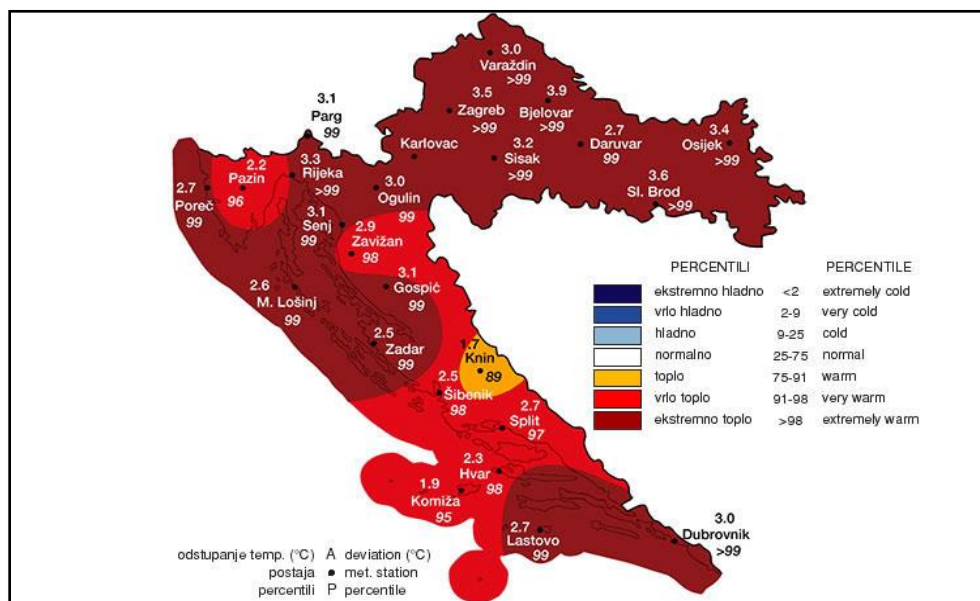 3.0
Varaždin
>99
3.5
Zagreb
>99
3.9
Bjelovar
>99
3.1
Parg
99
Karlovac
3.2
Sisak
>99
2.7
Daruvar
99
3.4
Osijek
>99
2.2
Pazin
96
3.3
Rijeka
>99
2.7
Poreč
99
3.0
Ogulin
99
3.6
Sl. Brod
>99
3.1
Senj
99
2.9
Zavižan
98
2.6
M. Lošinj
99
3.1
Gospić
99
2.5
Zadar
99
1.7
Knin
89
2.5
Šibenik
98
2.7
Split
97
2.3
Hvar
98
1.9
Komiža
95
2.7
Lastovo
99
3.0
Dubrovnik
>99
PERCENTILI PERCENTILE
ekstremno hladno <2 extremely cold
vrlo hladno 2-9 very cold
hladno 9-25 cold
normalno 25-75 normal
toplo 75-91 warm
vrlo toplo 91-98 very warm
ekstremno toplo >98 extremely warm
odstupanje temp. (°C) A deviation (°C)
postaja ● met. station
percentili P percentile